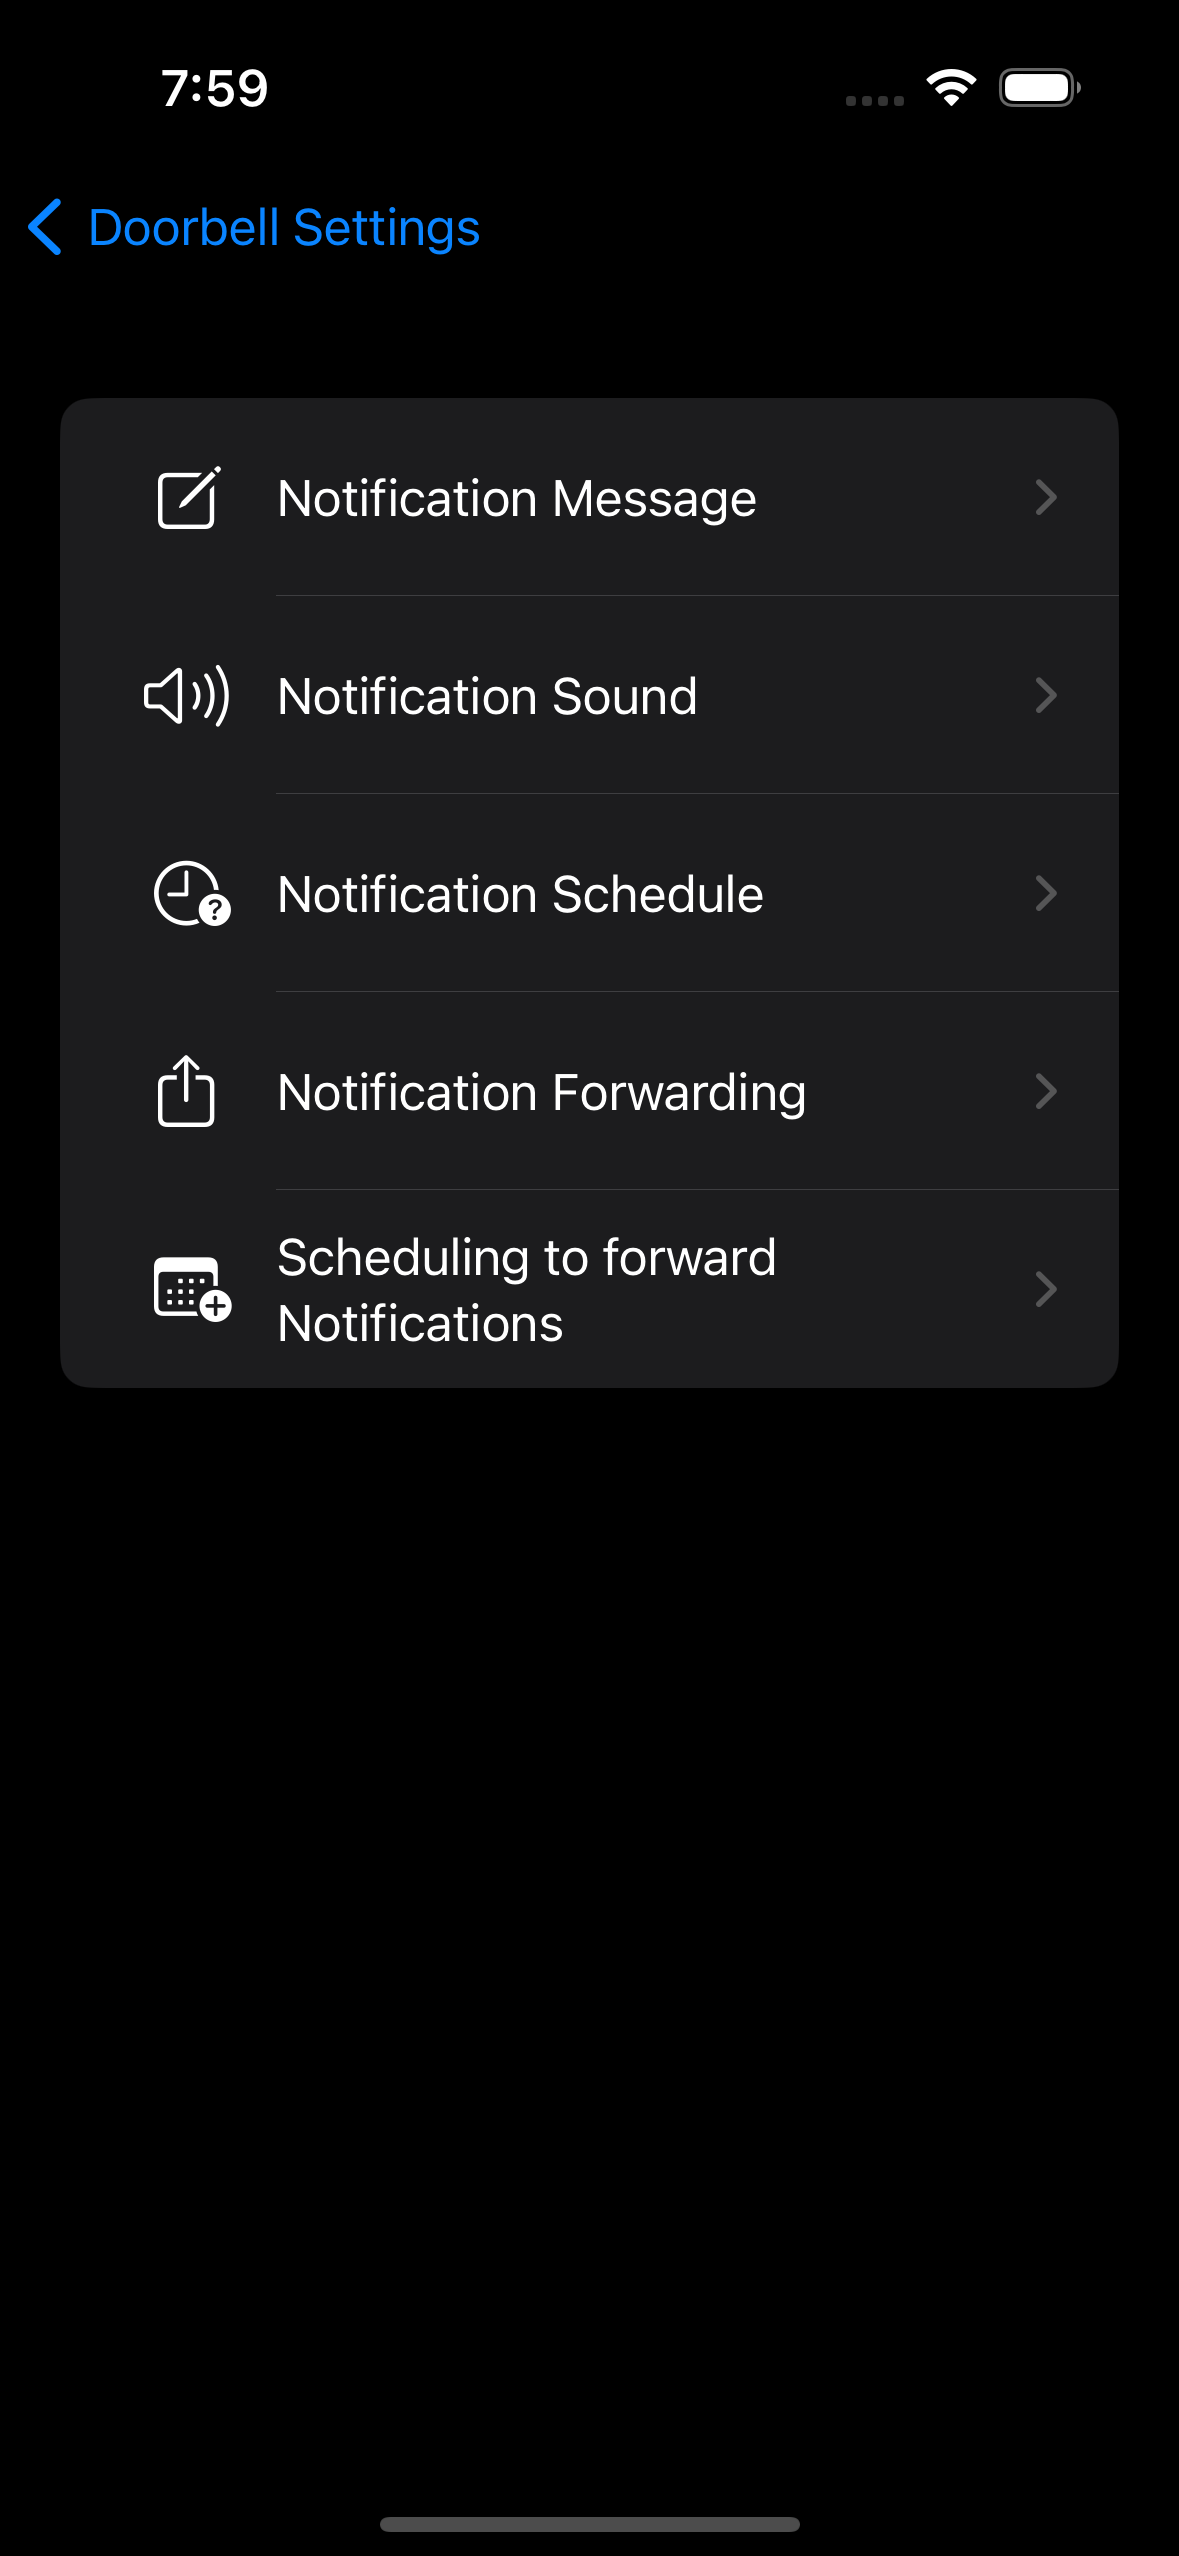 7:59
Doorbell Settings
Notification Message
Notification Sound
Notification Schedule
Notification Forwarding
Scheduling to forward
Notifications